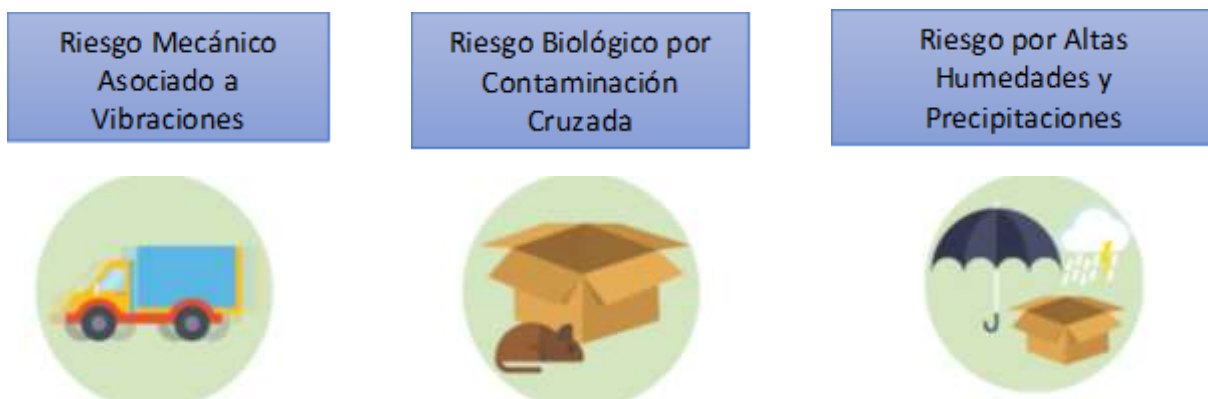 Riesgo Mecánico
Asociado a
Vibraciones
Riesgo Biológico por
Contaminación
Cruzada
Riesgo por Altas
Humedades y
Precipitaciones